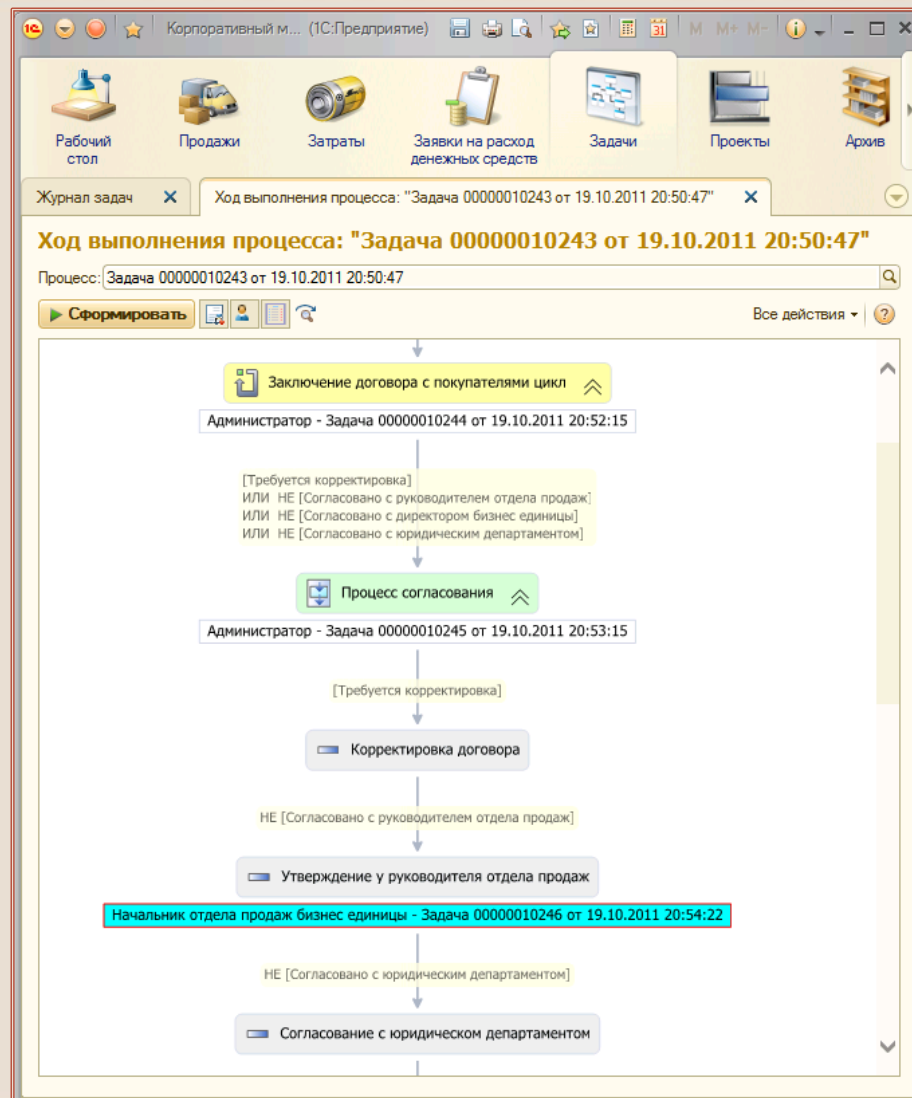 Корпоративный м... (1С:Предприятие)
M M+ M-
31
Рабочий
стол
Продажи
Затраты
Заявки на расход
денежных средств
Задачи
Проекты
Архив
Журнал задач
Ход выполнения процесса: "Задача 00000010243 от 19.10.2011 20:50:47"
Ход выполнения процесса: "Задача 00000010243 от 19.10.2011 20:50:47"
Процесс: Задача 00000010243 от 19.10.2011 20:50:47
Сформировать
Все действия
Заключение договора с покупателями цикл
Администратор - Задача 00000010244 от 19.10.2011 20:52:15
[Требуется корректировка]
ИЛИ НЕ [Согласовано с руководителем отдела продаж]
ИЛИ НЕ [Согласовано с директором бизнес единицы]
ИЛИ НЕ [Согласовано с юридическим департаментом]
Процесс согласования
Администратор - Задача 00000010245 от 19.10.2011 20:53:15
[Требуется корректировка]
Корректировка договора
НЕ [Согласовано с руководителем отдела продаж]
Утверждение у руководителя отдела продаж
Начальник отдела продаж бизнес единицы - Задача 00000010246 от 19.10.2011 20:54:22
НЕ [Согласовано с юридическим департаментом]
Согласование с юридическом департаментом